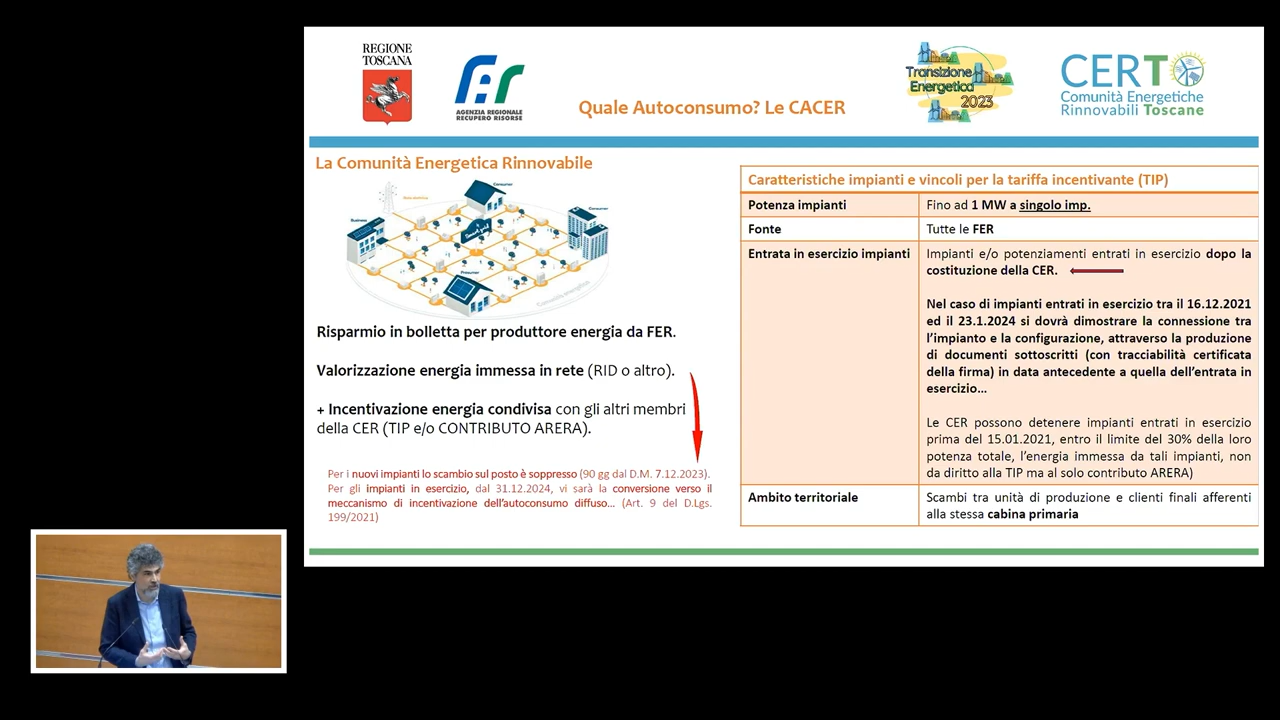 REGIONE
TOSCANA
AGENZIA REGIONALE
RECUPERO RISORSE
Quale Autoconsumo? Le CACER
Transizione
Energetica
2023
CERT
Comunità Energetiche
Rinnovabili Toscane
La Comunità Energetica Rinnovabile
Consumer
Business
Consumer
Smart grid
Prosumer
Comunità energetica
Risparmio in bolletta per produttore energia da FER.
Valorizzazione energia immessa in rete (RID o altro).
+ Incentivazione energia condivisa con gli altri membri
della CER (TIP e/o CONTRIBUTO ARERA).
Per i nuovi impianti lo scambio sul posto è soppresso (90 gg dal D.M. 7.12.2023).
Per gli impianti in esercizio, dal 31.12.2024, vi sarà la conversione verso il
meccanismo di incentivazione dell'autoconsumo diffuso... (Art. 9 del D.Lgs.
199/2021)
Caratteristiche impianti e vincoli per la tariffa incentivante (TIP)
Potenza impianti
Fino ad 1 MW a singolo imp.
Fonte
Tutte le FER
Entrata in esercizio impianti
Impianti e/o potenziamenti entrati in esercizio dopo la
costituzione della CER.
Nel caso di impianti entrati in esercizio tra il 16.12.2021
ed il 23.1.2024 si dovrà dimostrare la connessione tra
l'impianto e la configurazione, attraverso la produzione
di documenti sottoscritti (con tracciabilità certificata
della firma) in data antecedente a quella dell'entrata in
esercizio...
Le CER possono detenere impianti entrati in esercizio
prima del 15.01.2021, entro il limite del 30% della loro
potenza totale, l'energia immessa da tali impianti, non
da diritto alla TIP ma al solo contributo ARERA)
Ambito territoriale
Scambi tra unità di produzione e clienti finali afferenti
alla stessa cabina primaria